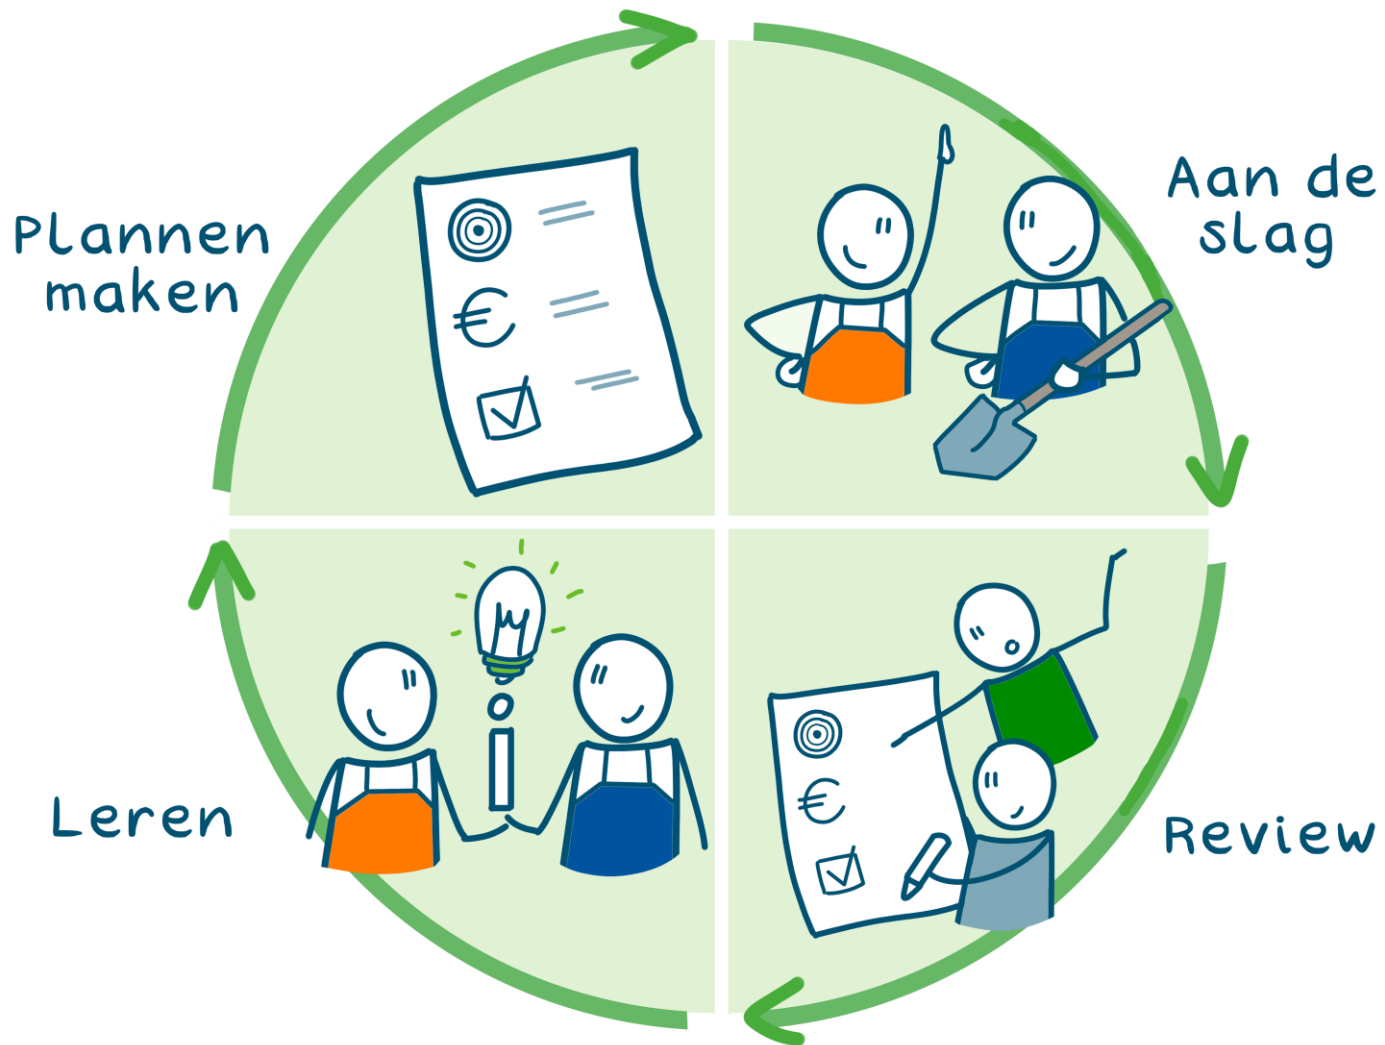 Plannen
maken
Aan de
slag
€
Leren
Review
€